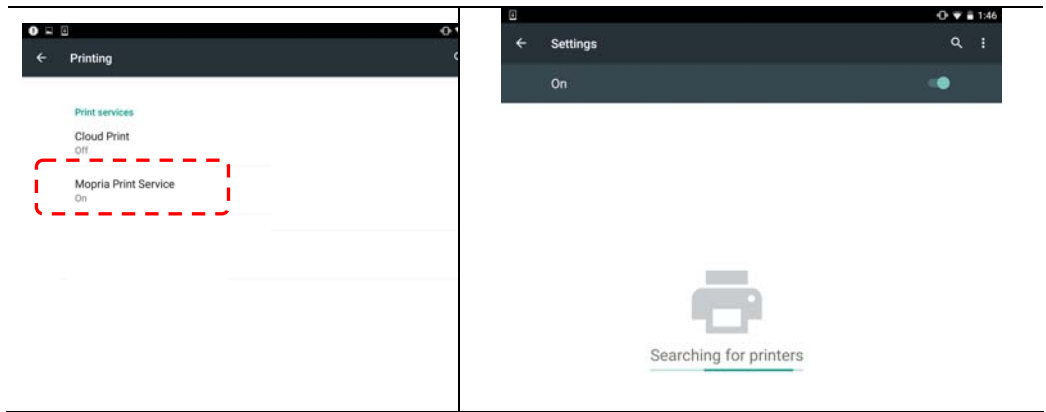 Printing
Print services
Cloud Print
Off
Mopria Print Service
On
1:46
Settings
On
Searching for printers